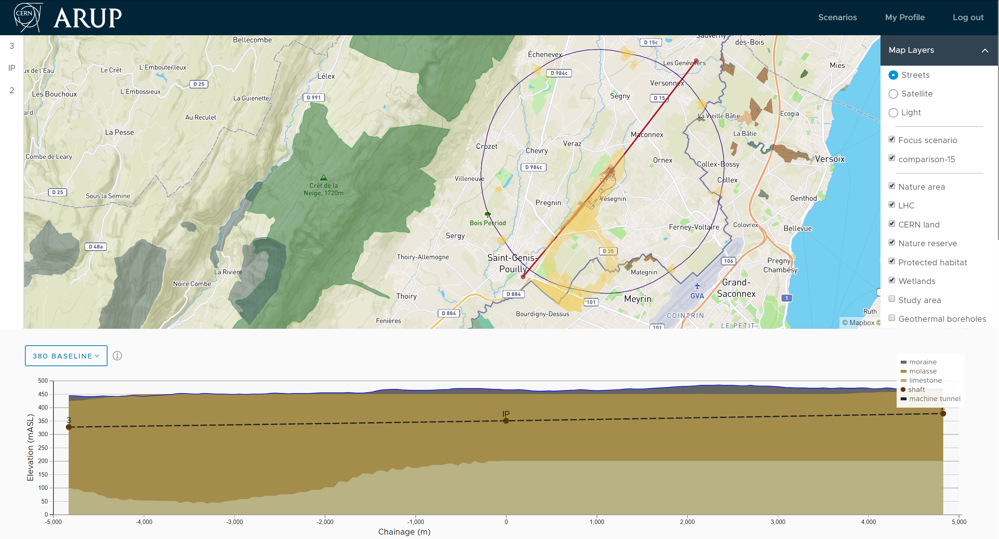 CERN ARUP
Scenarios My Profile Log out
3
IP
2
Bellecombe
ux de l'Eau
Le Crêt
L'Embouteilleux
Lélex
Les Bouchoux
L'Embossieux
D 25
La Guienette
D 991
ard
Au Reculet
La Pesse
Combe de Leary
D 25
Sous la Semine
Crêt de la
Neige, 1720m
D 48a
La Rivière
Noire Combe
Échenevex
D 15c
Sauverny
des-Bois
D 984c
Les Genévriers
Mies
Versonnex
Ségny
D 15
La Vieille Bâtie
Ecogia
Maconnex
La Bâtie
Crozet
Chevry
Veraz
Ornex
Collex-Bossy
Versoix
D 984c
Villeneuve
Collex
Pregnin
Vésegnin
Genthod
Bois Perriod
Ferney-Voltaire
Colovrex
Bellevue
Sergy
Thoiry-Allemogne
Saint-Genis-
Pouilly
D 35
106
Pregny-
Chambésy
Mategnin
Thoiry
D 884
101
Meyrin
GVA
Grand-
Saconnex
1
D 884
Bourdigny-Dessus
COINTRIN
Fenières
101
LE PETIT-
Ruth
© Mapbox ©
Map Layers
Streets
Satellite
Light
Focus scenario
comparison-15
Nature area
LHC
CERN land
Nature reserve
Protected habitat
Wetlands
Study area
Geothermal boreholes
380 BASELINE
moraine
molasse
limestone
shaft
machine tunnel
500
450
400
350
300
250
200
150
100
50
0
Elevation (mASL)
3
IP
2
-5,000 -4,000 -3,000 -2,000 -1,000 0 1,000 2,000 3,000 4,000 5,000
Chainage (m)